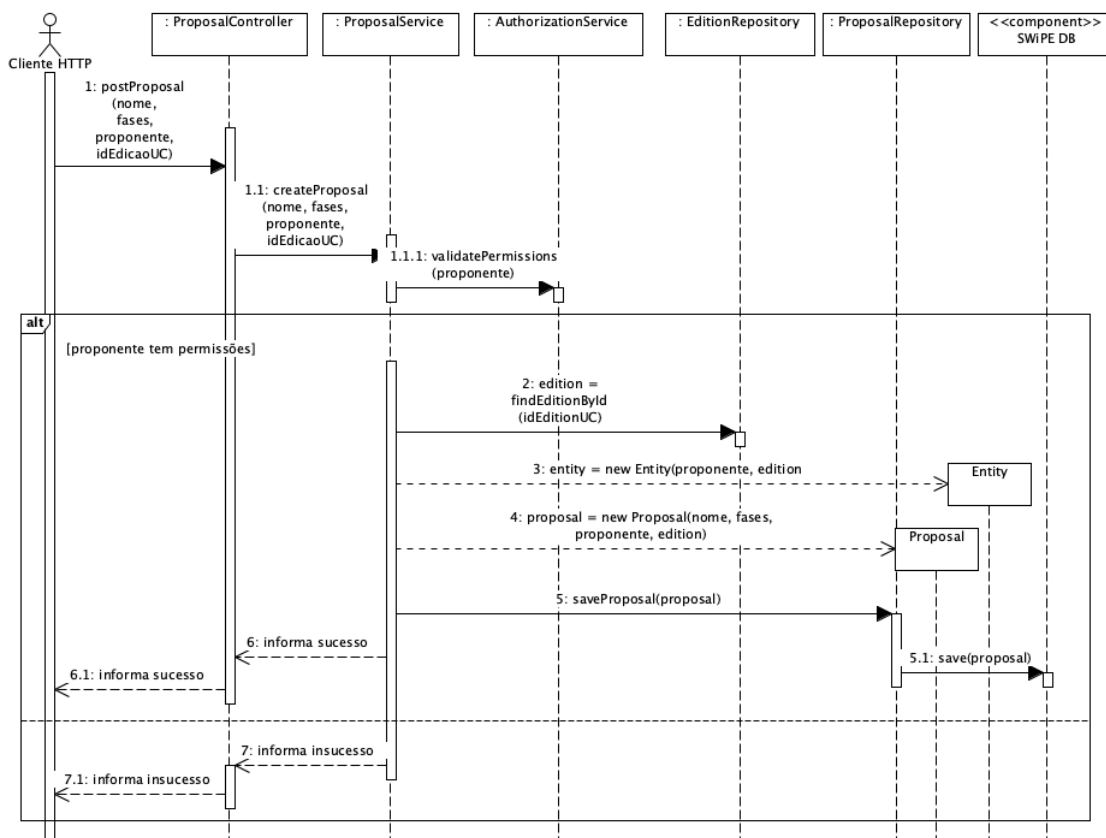 : ProposalController
: ProposalService
: AuthorizationService
: EditionRepository
: ProposalRepository
<<component>>
SWiPE DB
Cliente HTTP
1: postProposal
(nome,
fases,
proponente,
idEdicaoUC)
1.1: createProposal
(nome, fases,
proponente,
idEdicaoUC)
1.1.1: validatePermissions
(proponente)
alt
[proponente tem permissões]
2: edition =
findEditionById
(idEditionUC)
3: entity = new Entity(proponente, edition
Entity
4: proposal = new Proposal(nome, fases,
proponente, edition)
Proposal
5: saveProposal(proposal)
6: informa sucesso
5.1: save(proposal)
6.1: informa sucesso
7: informa insucesso
7.1: informa insucesso